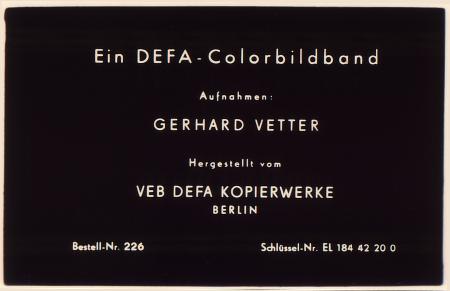 Ein DEFA-Colorbildband
Aufnahmen:
GERHARD VETTER
Hergestellt vom
VEB DEFA KOPIERWERKE
BERLIN
Bestell-Nr. 226
Schlüssel-Nr. EL 184 42 20 0